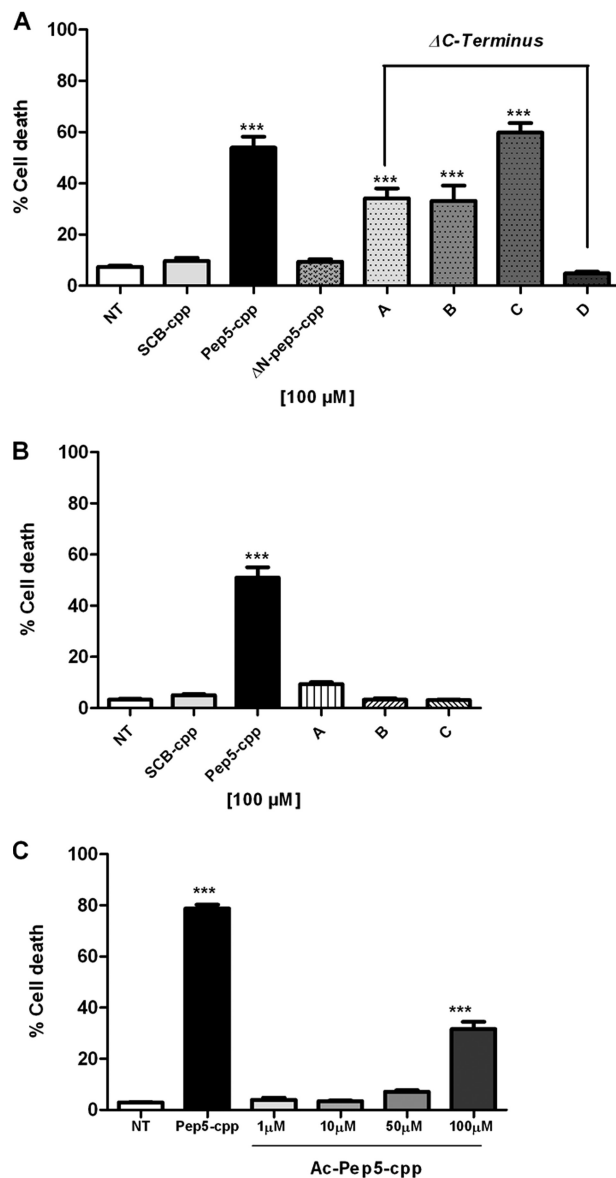 A
ΔC-Terminus
% Cell death
100
80
60
40
20
0
***
***
***
***
NT
SCB-cpp
Pep5-cpp
ΔN-pep5-cpp
A
B
C
D
[100 µM]
B
% Cell death
100
80
60
40
20
0
***
NT
SCB-cpp
Pep5-cpp
A
B
C
[100 µM]
C
% Cell death
100
80
60
40
20
0
***
***
NT
Pep5-cpp
1µM
10µM
50µM
100µM
Ac-Pep5-cpp